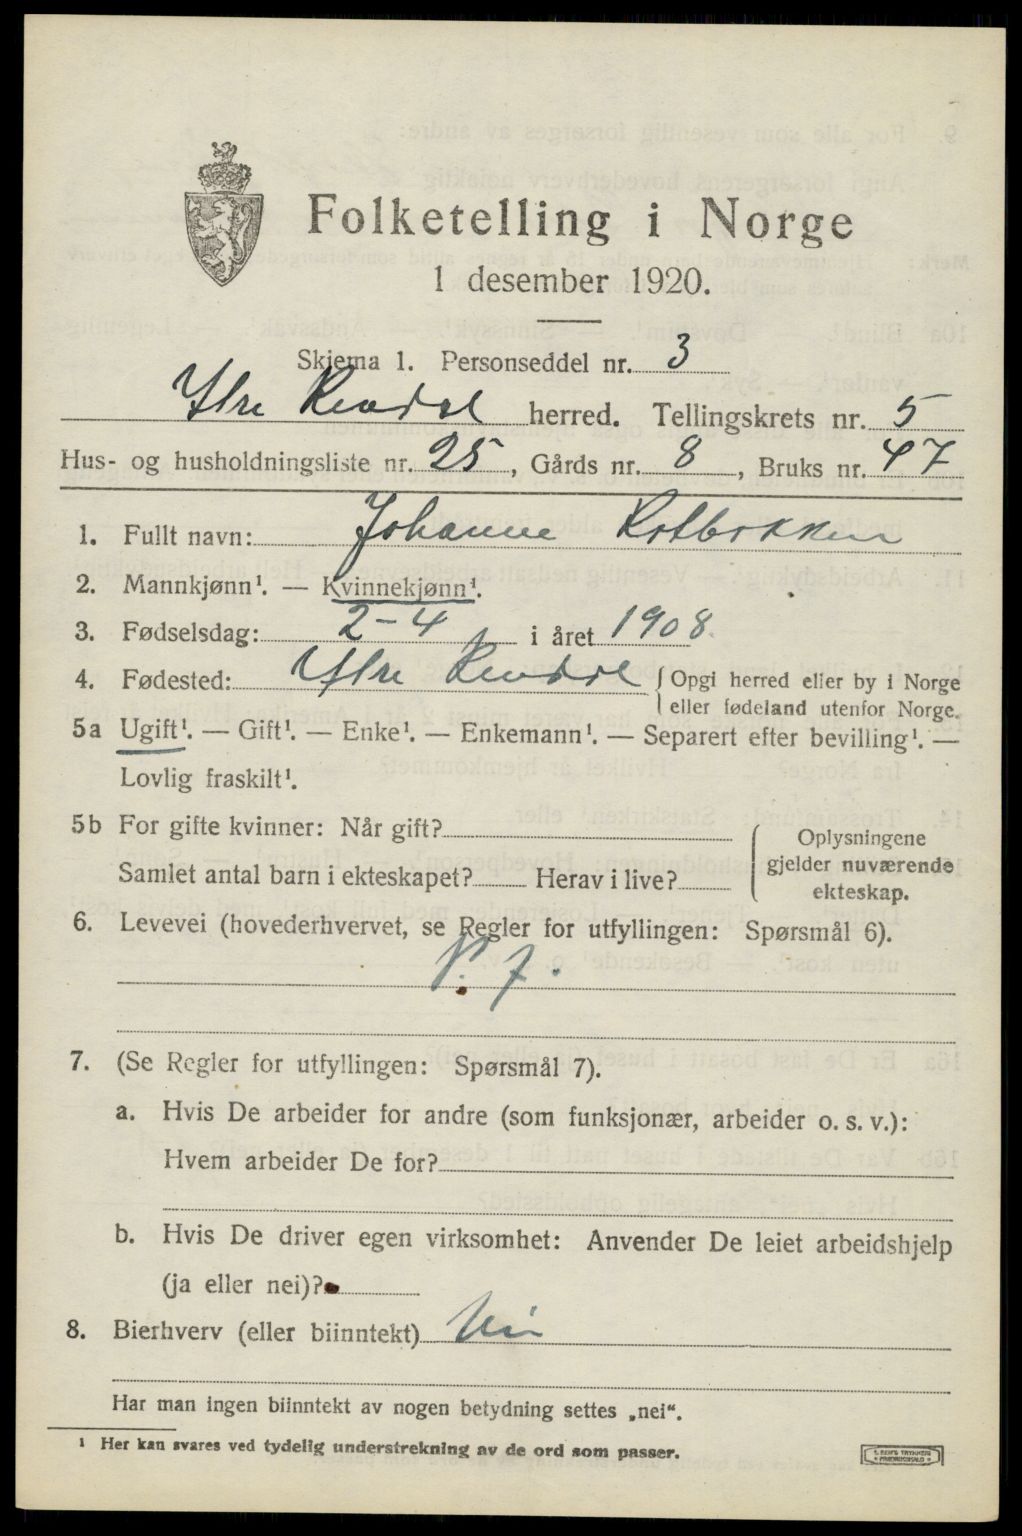 Folketelling i Norge
1 desember 1920.
Skjema 1. Personseddel nr. 3
Ytre Rendal herred. Tellingskrets nr. 5
Hus- og husholdningsliste nr. 25, Gårds nr. 8, Bruks nr. 47
1. Fullt navn: Johanne Rotbakken
2. Mannkjønn¹. — Kvinnekjønn¹.
3. Fødselsdag: 2-4 i året 1908.
4. Fødested: Ytre Rendal { Opgi herred eller by i Norge
eller fødeland utenfor Norge.
5a Ugift¹. — Gift¹. — Enke¹. — Enkemann¹. — Separert efter bevilling¹. —
Lovlig fraskilt¹.
5b For gifte kvinner: Når gift?
Samlet antal barn i ekteskapet? Herav i live?
Oplysningene
gjelder nuværende
ekteskap.
6. Levevei (hovederhvervet, se Regler for utfyllingen: Spørsmål 6).
7. (Se Regler for utfyllingen: Spørsmål 7).
a. Hvis De arbeider for andre (som funksjonær, arbeider o. s. v.):
Hvem arbeider De for?
b. Hvis De driver egen virksomhet: Anvender De leiet arbeidshjelp
(ja eller nei)?
8. Bierhverv (eller biinntekt) Nei
Har man ingen biinntekt av nogen betydning settes „nei".
¹ Her kan svares ved tydelig understrekning av de ord som passer.